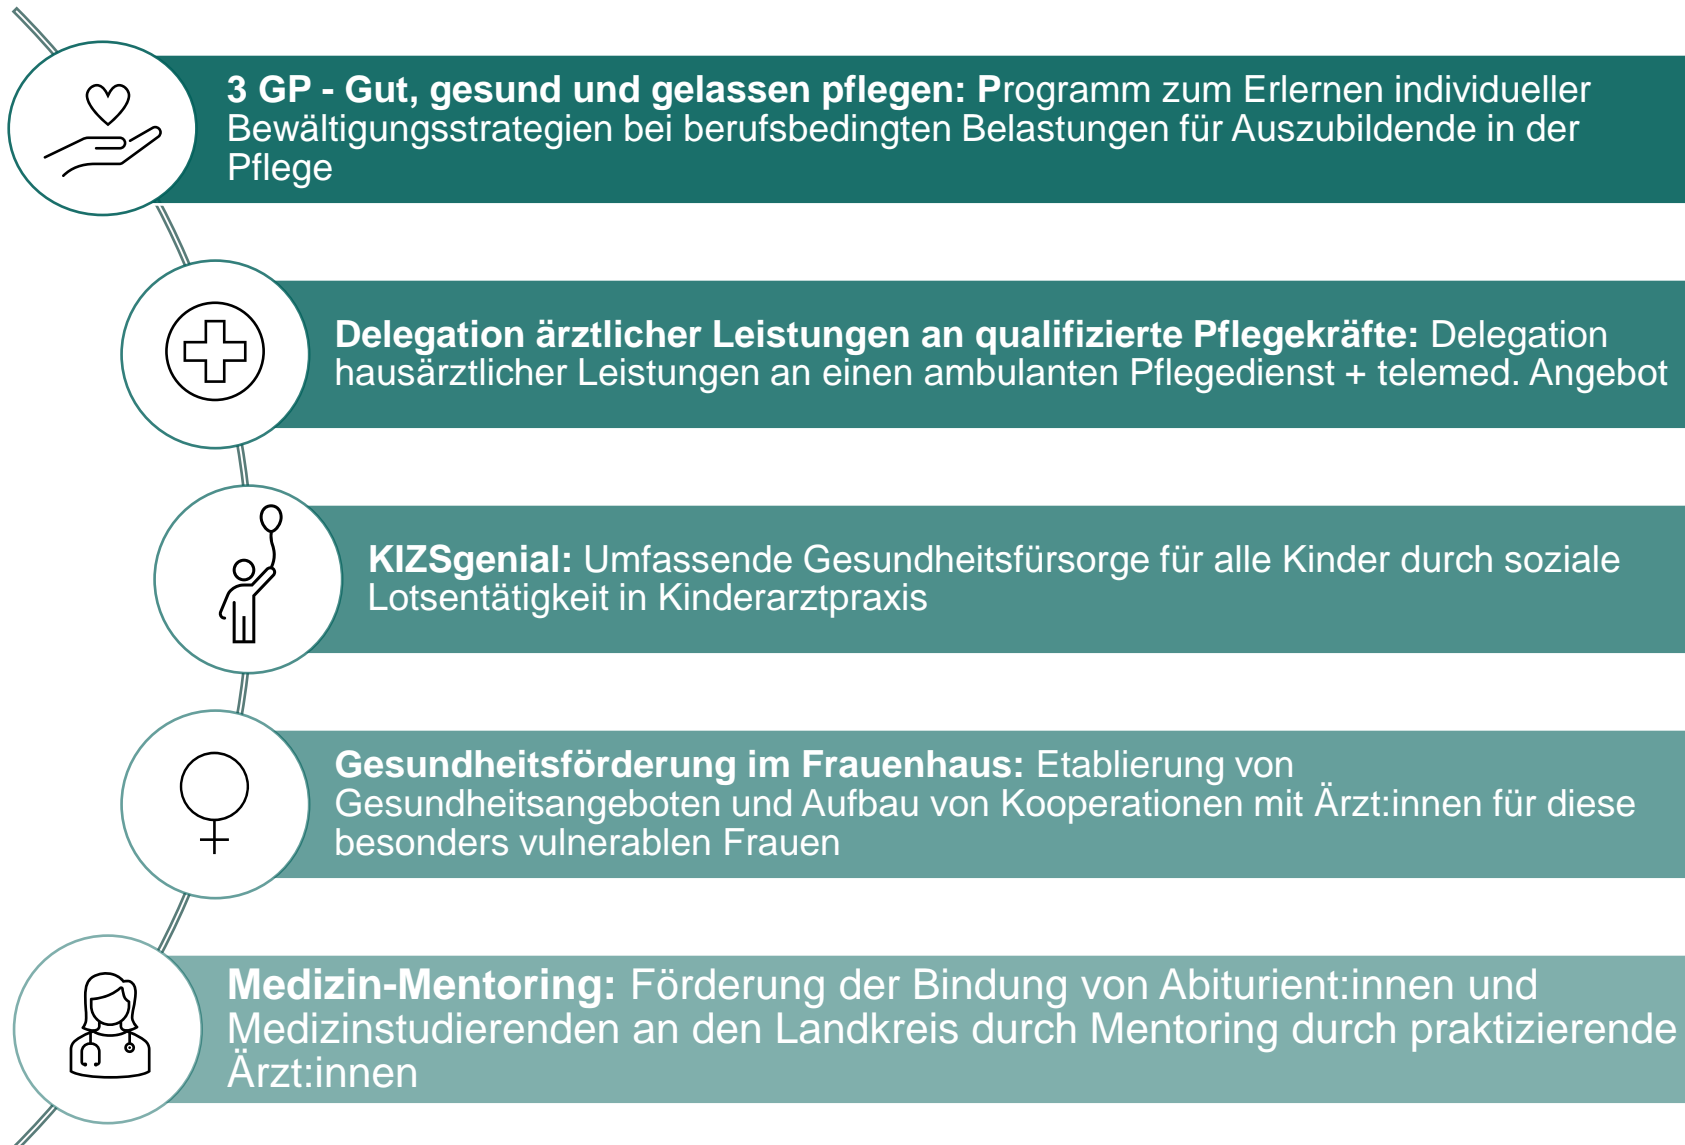 3 GP - Gut, gesund und gelassen pflegen: Programm zum Erlernen individueller
Bewältigungsstrategien bei berufsbedingten Belastungen für Auszubildende in der
Pflege
Delegation ärztlicher Leistungen an qualifizierte Pflegekräfte: Delegation
hausärztlicher Leistungen an einen ambulanten Pflegedienst + telemed. Angebot
KIZSgenial: Umfassende Gesundheitsfürsorge für alle Kinder durch soziale
Lotsentätigkeit in Kinderarztpraxis
Gesundheitsförderung im Frauenhaus: Etablierung von
Gesundheitsangeboten und Aufbau von Kooperationen mit Ärzt:innen für diese
besonders vulnerablen Frauen
Medizin-Mentoring: Förderung der Bindung von Abiturient:innen und
Medizinstudierenden an den Landkreis durch Mentoring durch praktizierende
Ärzt:innen